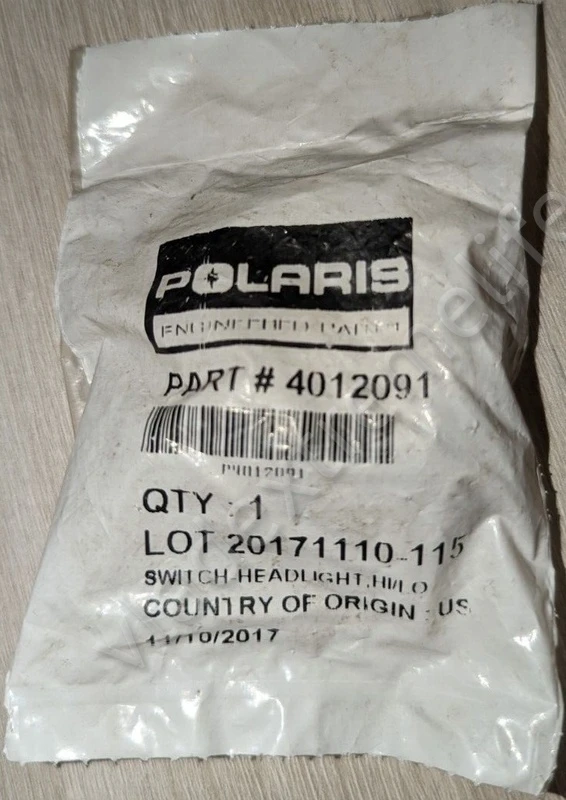 POLARIS
ENGINEERED PARTS
PART # 4012091
P4012091
QTY : 1
LOT 20171110-115
SWITCH-HEADLIGHT,HI/LO
COUNTRY OF ORIGIN : US
11/10/2017